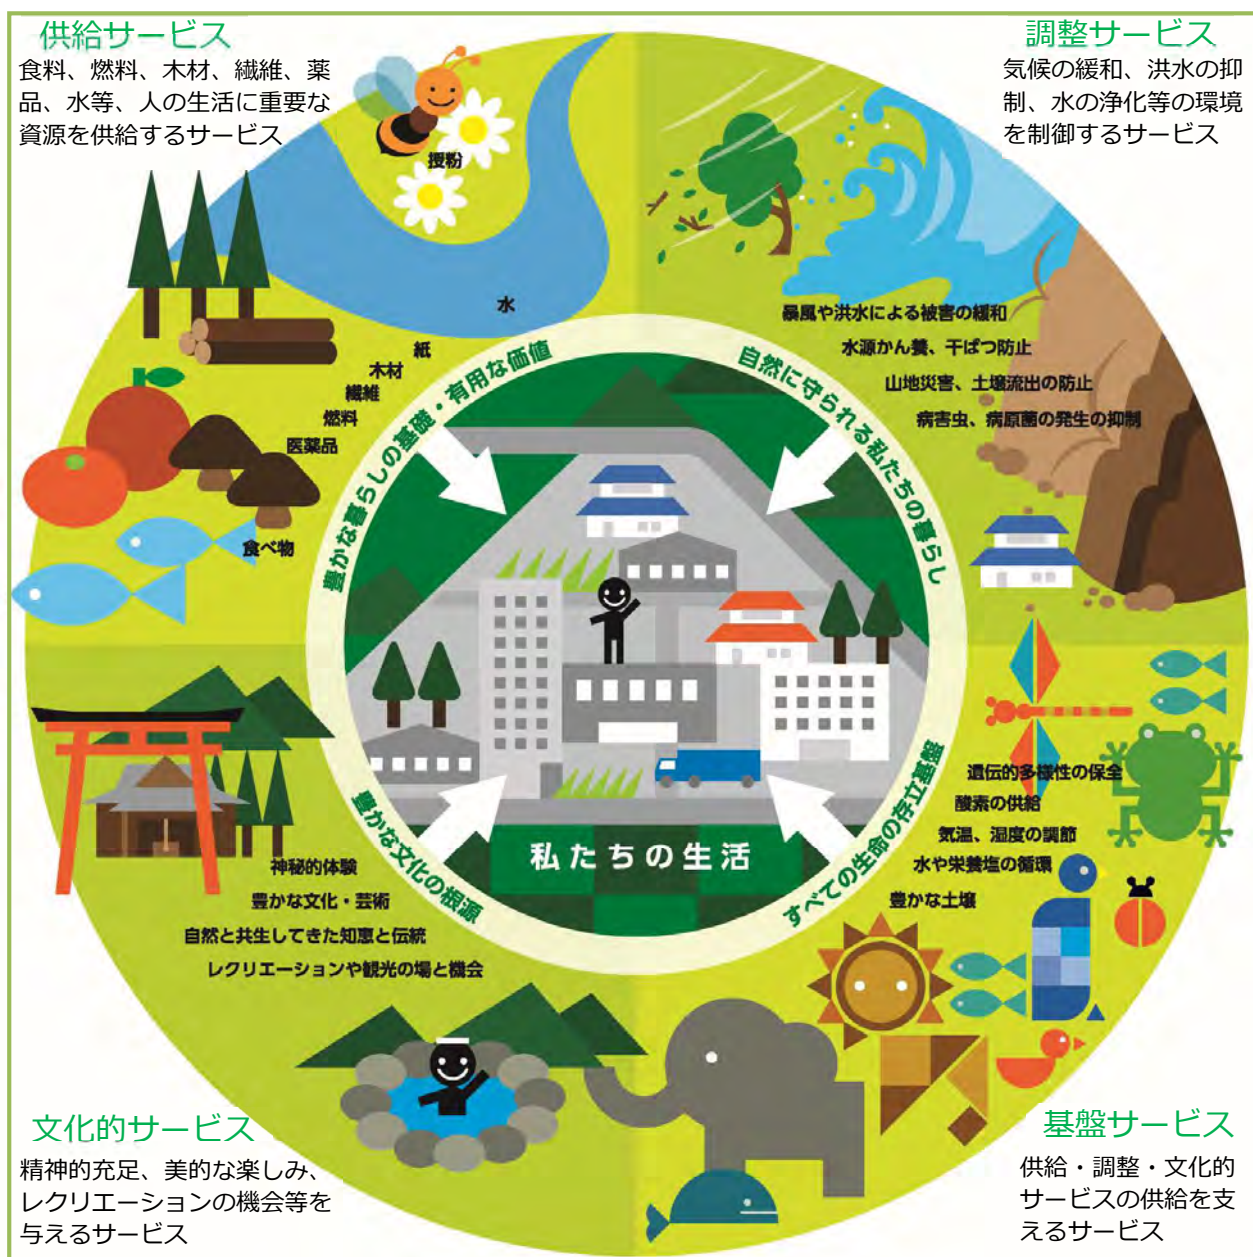 供給サービス
食料、燃料、木材、繊維、薬
品、水等、人の生活に重要な
資源を供給するサービス
調整サービス
気候の緩和、洪水の抑
制、水の浄化等の環境
を制御するサービス
授粉
水
紙
木材
繊維
燃料
医薬品
食べ物
暴風や洪水による被害の緩和
水源かん養、干ばつ防止
山地災害、土壌流出の防止
病害虫、病原菌の発生の抑制
豊かな暮らしの基礎・有用な価値
自然に守られる私たちの暮らし
豊かな文化の根源
すべての生命の存立基盤
私たちの生活
神秘的体験
豊かな文化・芸術
自然と共生してきた知恵と伝統
レクリエーションや観光の場と機会
遺伝的多様性の保全
酸素の供給
気温、湿度の調節
水や栄養塩の循環
豊かな土壌
文化的サービス
精神的充足、美的な楽しみ、
レクリエーションの機会等を
与えるサービス
基盤サービス
供給・調整・文化的
サービスの供給を支
えるサービス